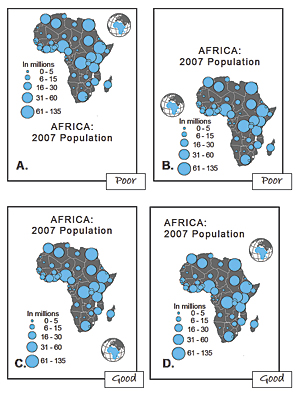 In millions
0 - 5
6 - 15
16 - 30
31 - 60
61 - 135
AFRICA:
2007 Population
A.
Poor
AFRICA:
2007 Population
In millions
0 - 5
6 - 15
16 - 30
31 - 60
61 - 135
B.
Poor
AFRICA:
2007 Population
In millions
0 - 5
6 - 15
16 - 30
31 - 60
61 - 135
C.
Good
AFRICA:
2007 Population
In millions
0 - 5
6 - 15
16 - 30
31 - 60
61 - 135
D.
Good